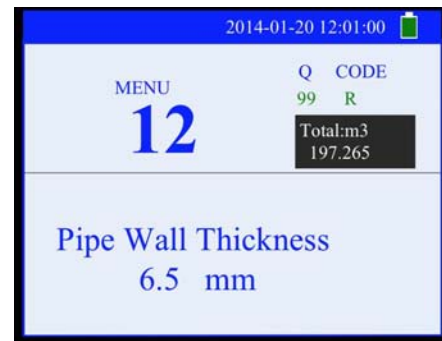 2014-01-20 12:01:00
MENU
12
Q CODE
99 R
Total:m3
197.265
Pipe Wall Thickness
6.5 mm